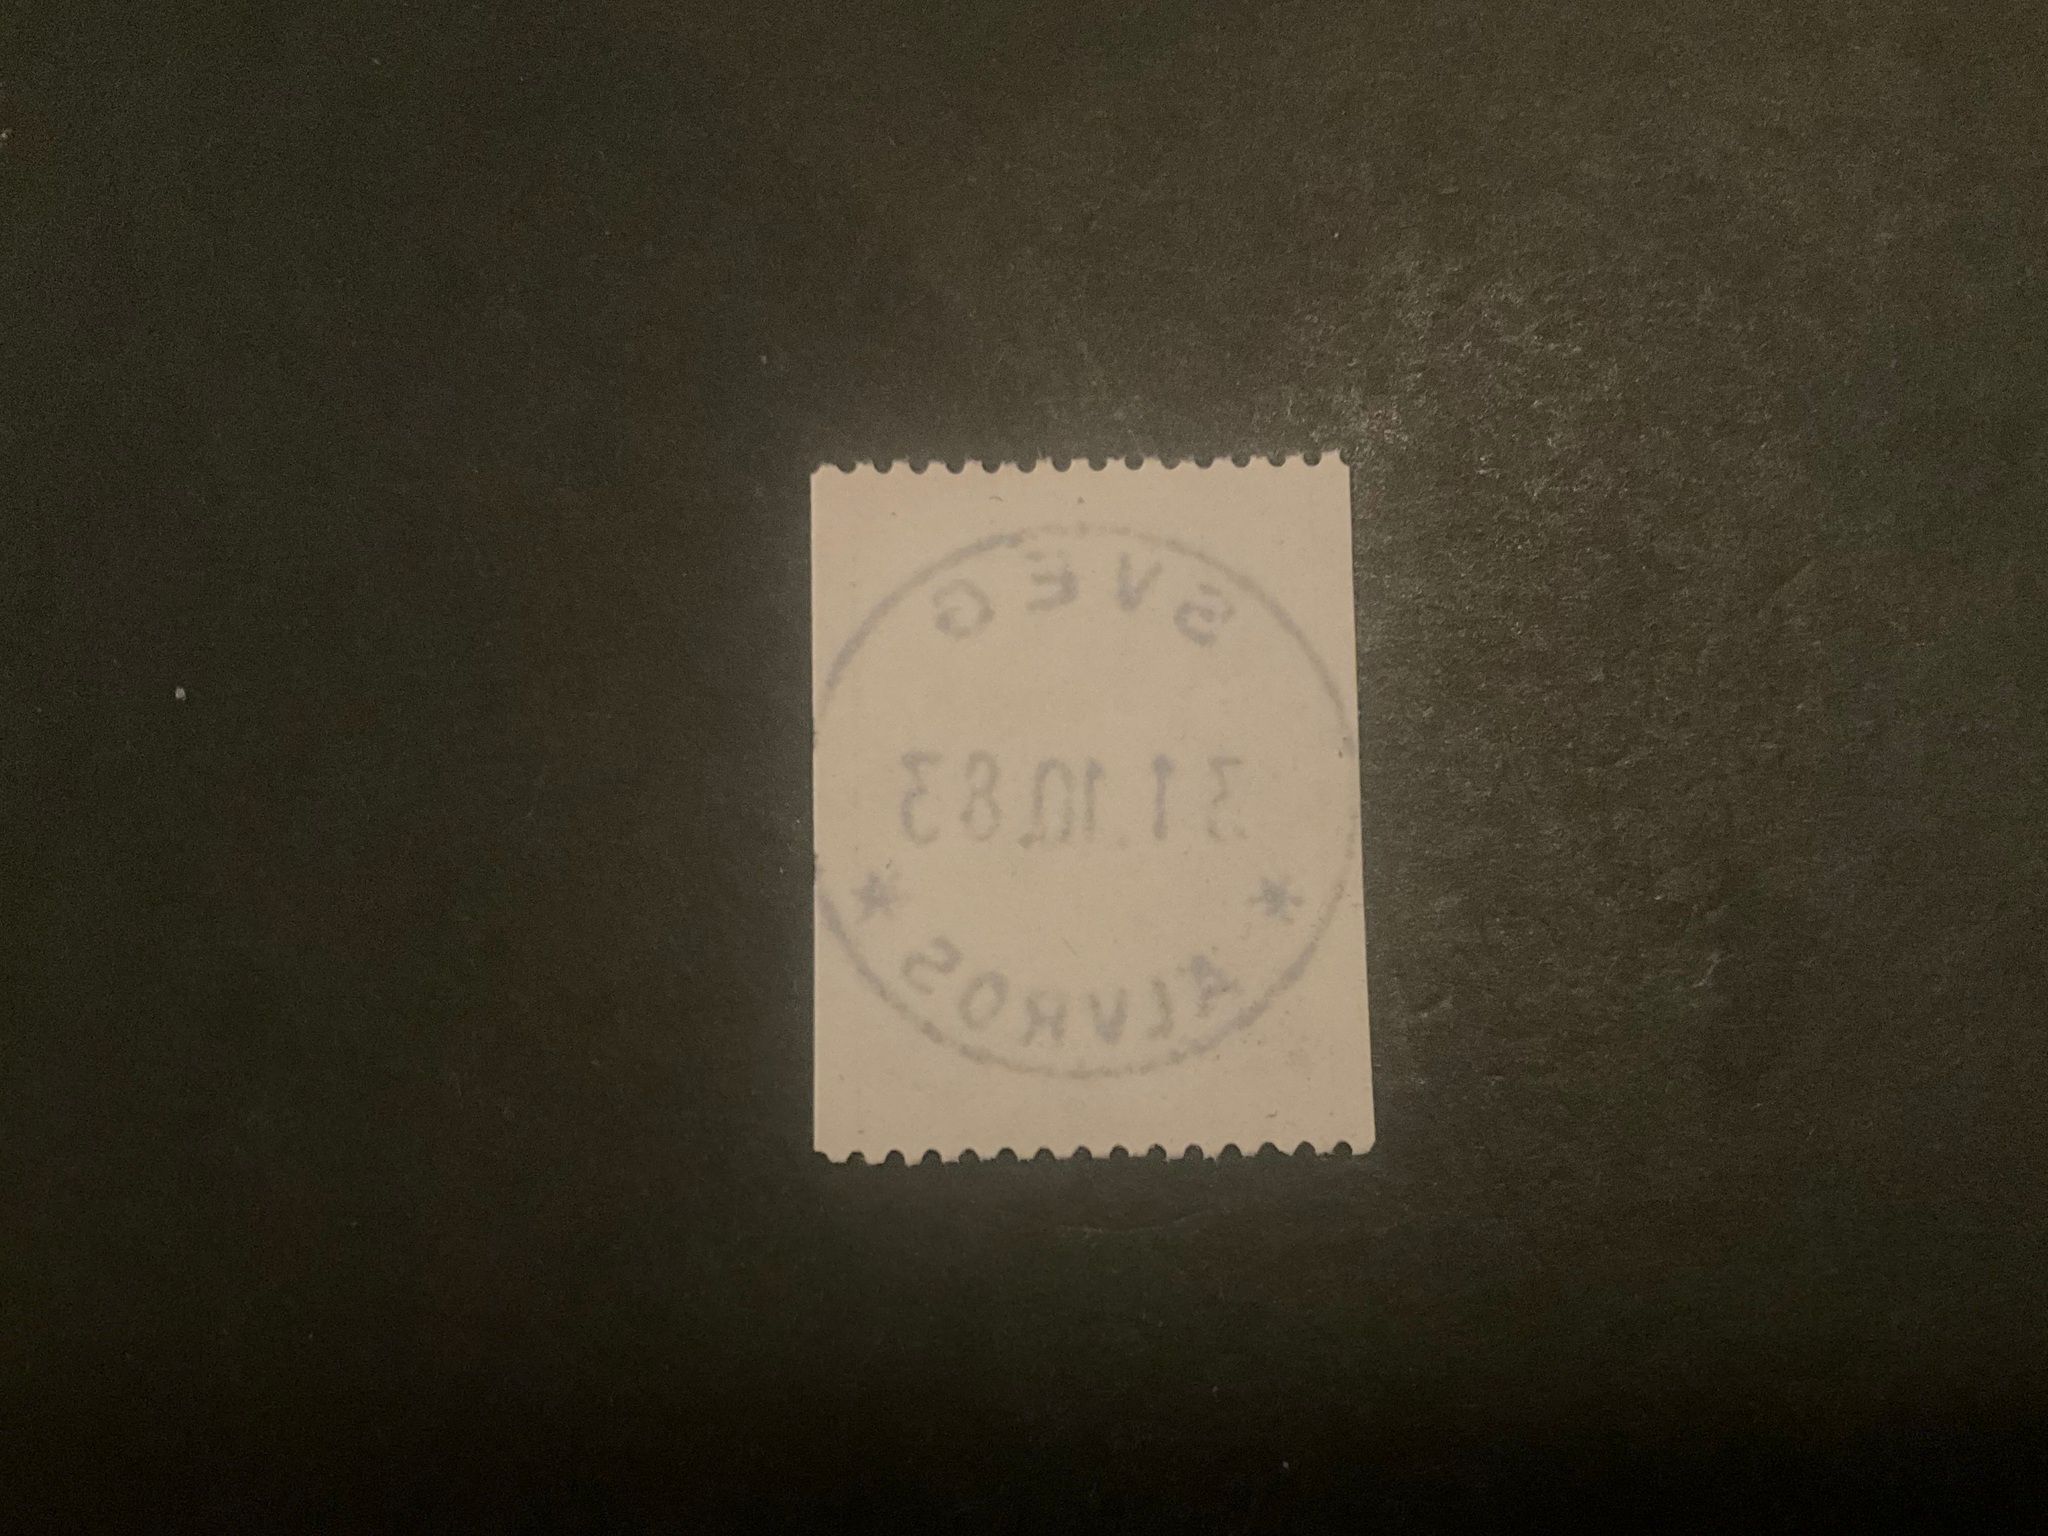 SVEG
31.10.83
* ÄLVROS *